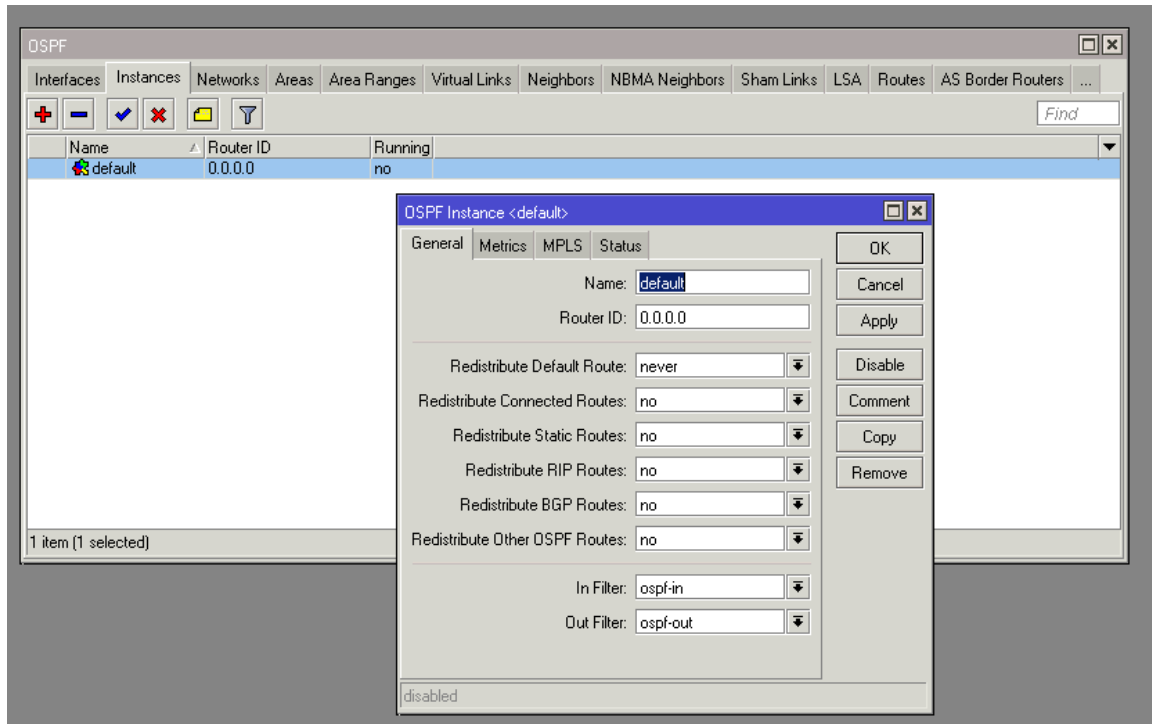 OSPF
Interfaces Instances Networks Areas Area Ranges Virtual Links Neighbors NBMA Neighbors Sham Links LSA Routes AS Border Routers ...
Find
Name Router ID Running
default 0.0.0.0 no
OSPF Instance <default>
General Metrics MPLS Status
OK
Name: default
Cancel
Router ID: 0.0.0.0
Apply
Redistribute Default Route: never
Disable
Redistribute Connected Routes: no
Comment
Redistribute Static Routes: no
Copy
Redistribute RIP Routes: no
Remove
Redistribute BGP Routes: no
Redistribute Other OSPF Routes: no
In Filter: ospf-in
Out Filter: ospf-out
disabled
1 item (1 selected)